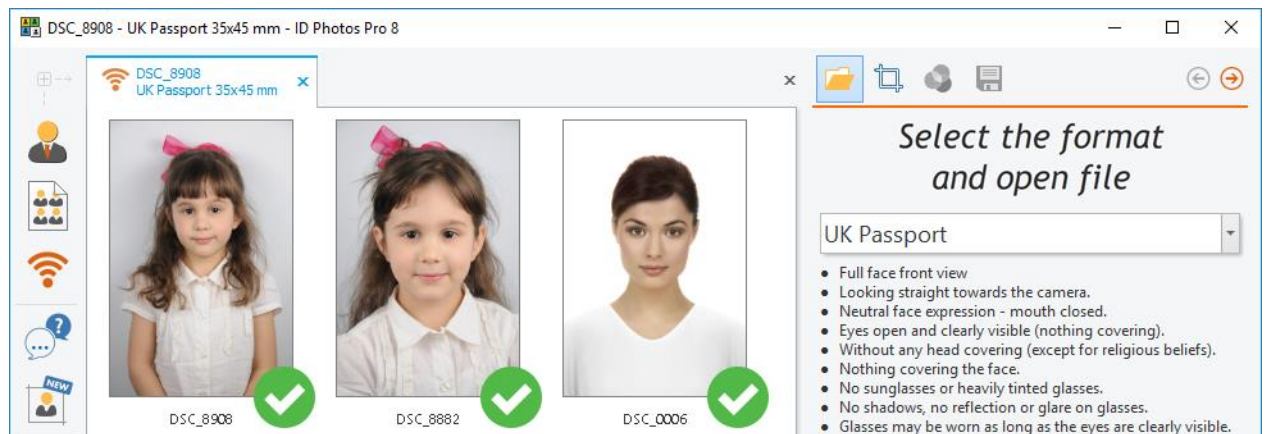 DSC_8908 - UK Passport 35x45 mm - ID Photos Pro 8
DSC_8908
UK Passport 35x45 mm
Select the format
and open file
UK Passport
● Full face front view
● Looking straight towards the camera.
● Neutral face expression - mouth closed.
● Eyes open and clearly visible (nothing covering).
● Without any head covering (except for religious beliefs).
● Nothing covering the face.
● No sunglasses or heavily tinted glasses.
● No shadows, no reflection or glare on glasses.
● Glasses may be worn as long as the eyes are clearly visible.
NEW
DSC_8908
DSC_8882
DSC_0006